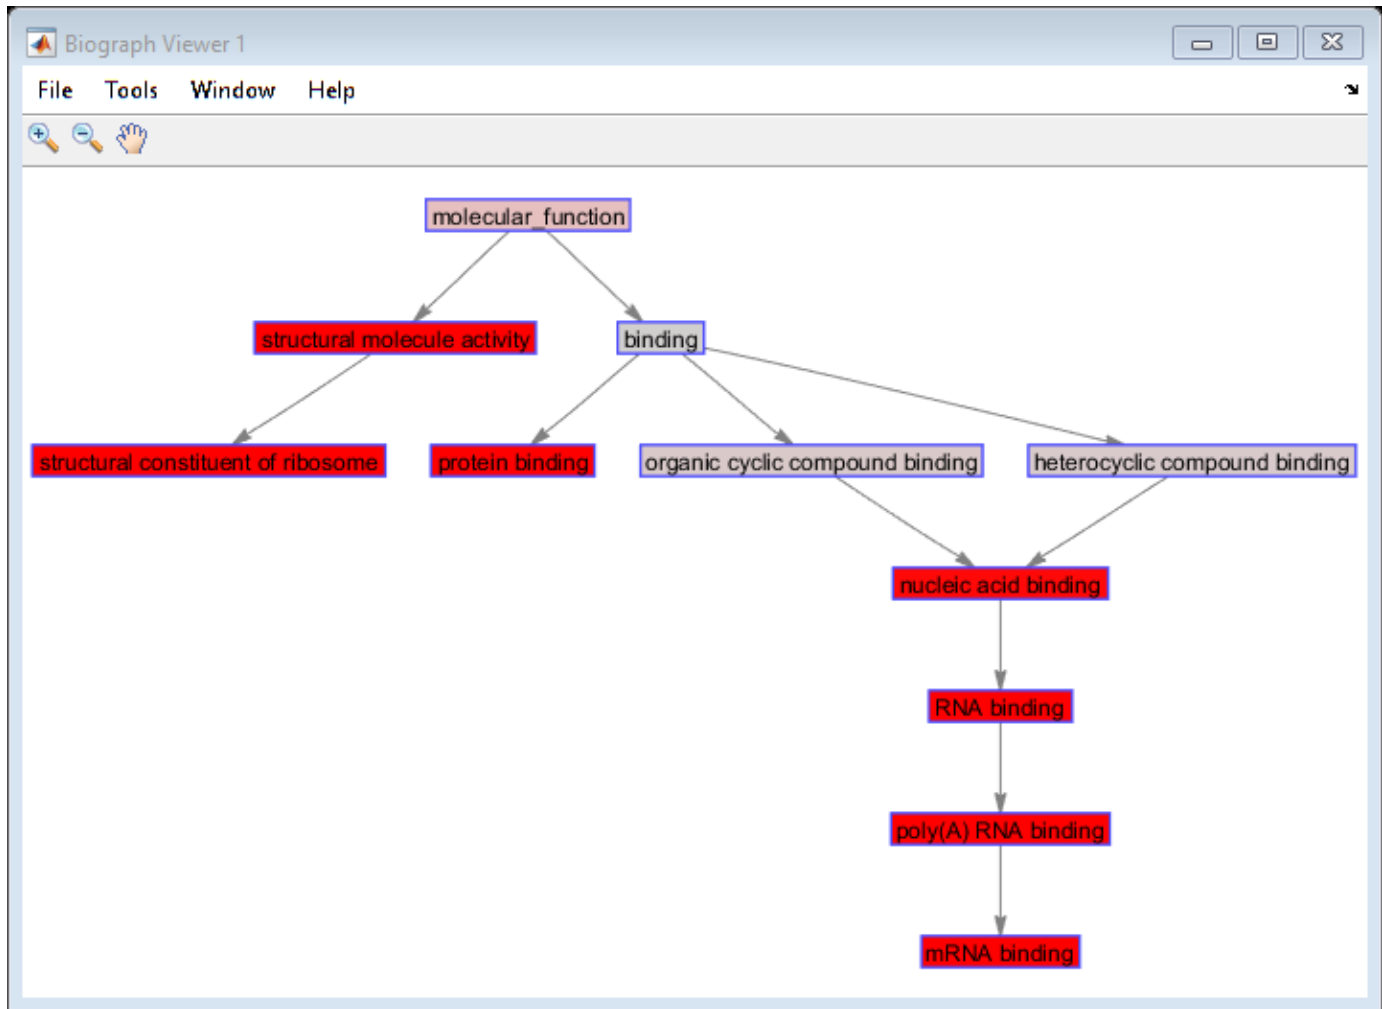 Biograph Viewer 1
File Tools Window Help
molecular_function
structural molecule activity binding
structural constituent of ribosome protein binding organic cyclic compound binding heterocyclic compound binding
nucleic acid binding
RNA binding
poly(A) RNA binding
mRNA binding